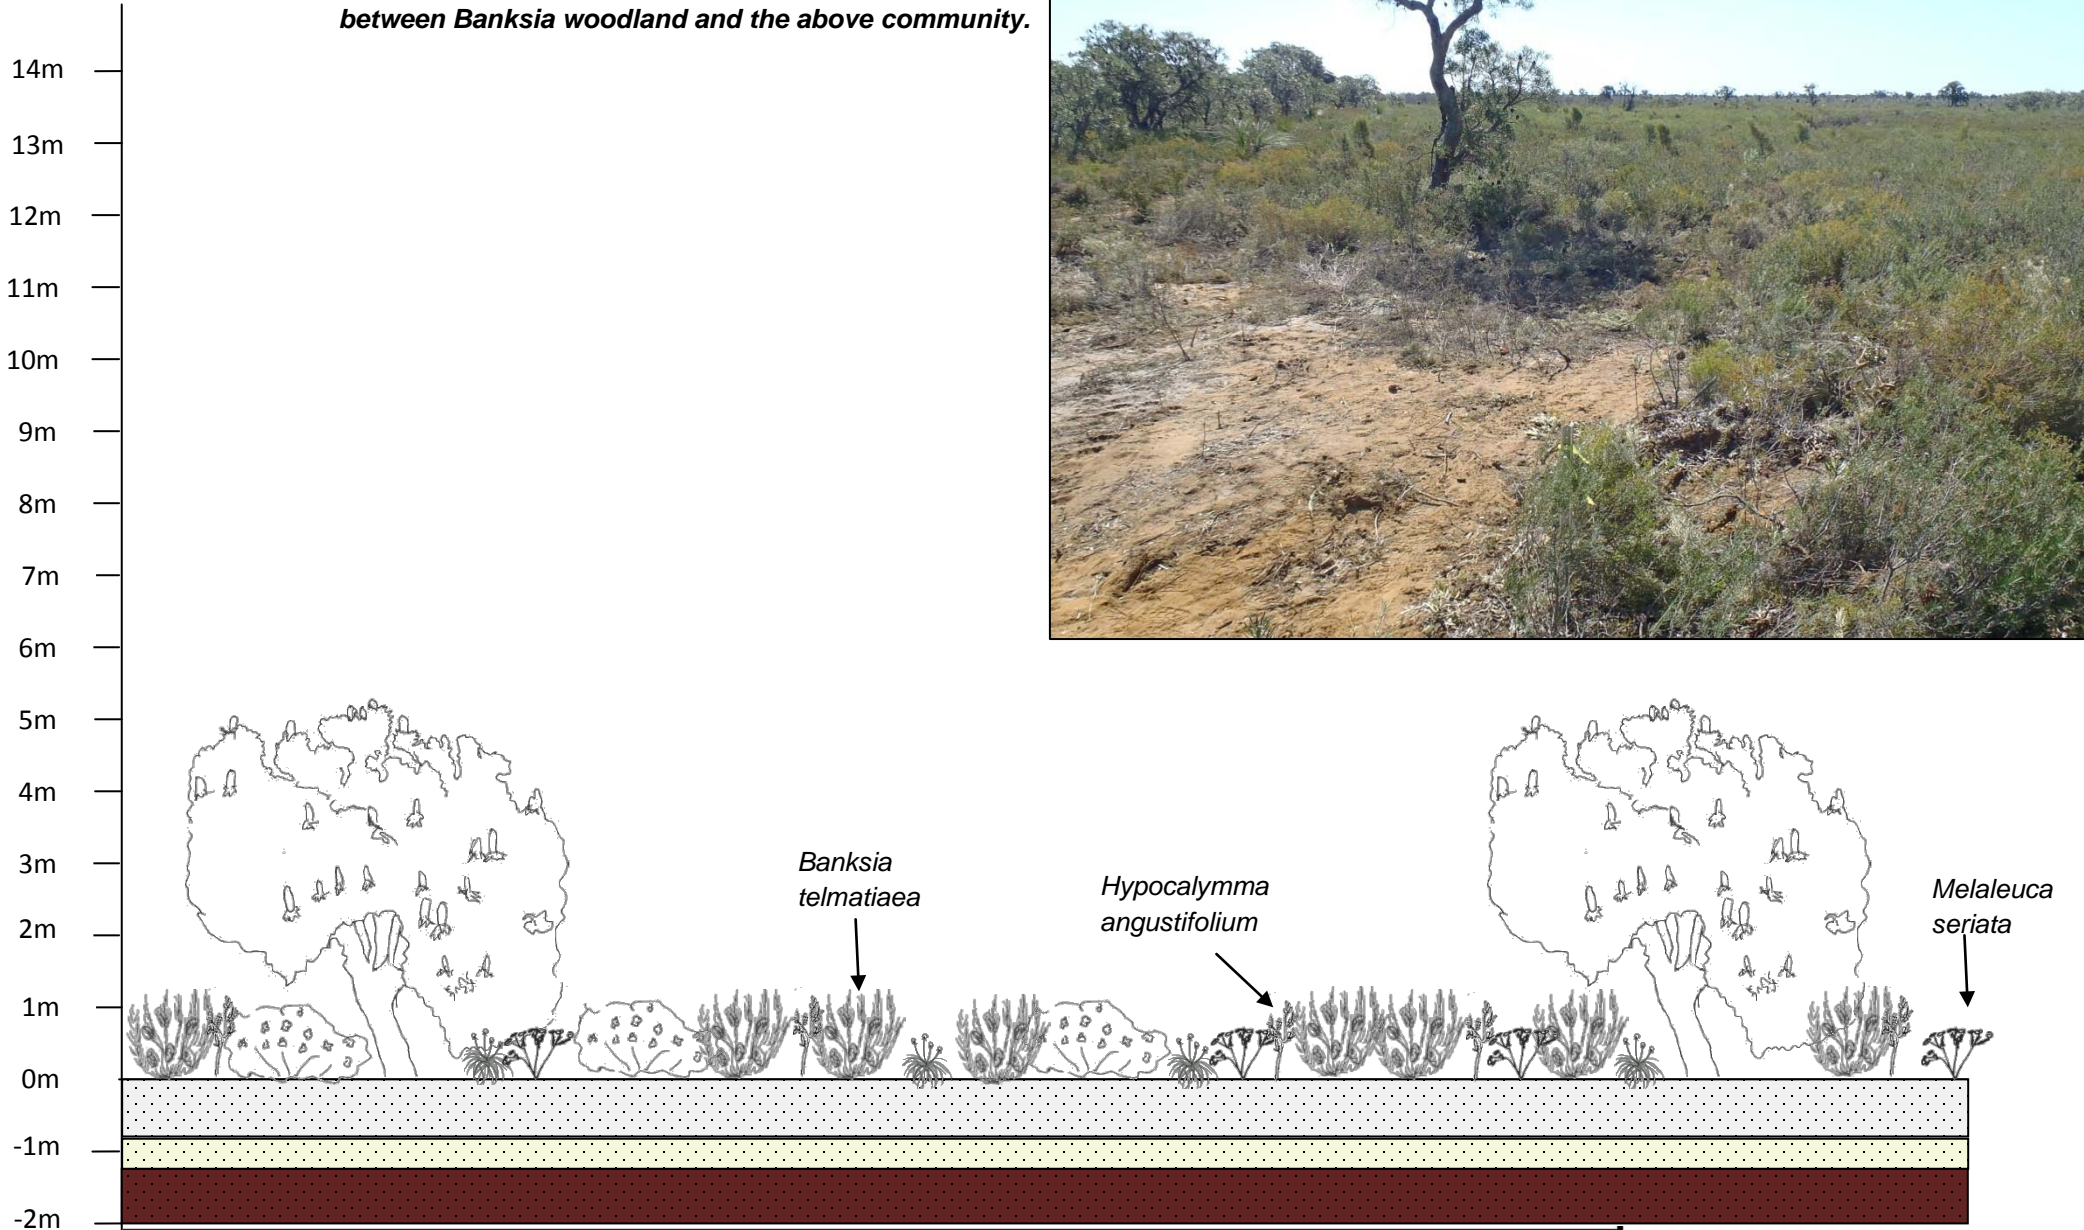 between Banksia woodland and the above community.
14m
13m
12m
11m
10m
9m
8m
7m
6m
5m
4m
3m
2m
1m
0m
-1m
-2m
Banksia
telmatiaea
Hypocalymma
angustifolium
Melaleuca
seriata